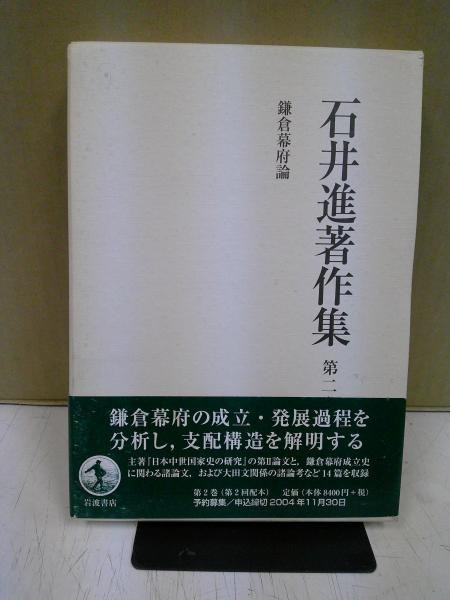 石井進著作集 第二
鎌倉幕府論
鎌倉幕府の成立・発展過程を
分析し，支配構造を解明する
主著『日本中世国家史の研究』の第Ⅱ論文と，鎌倉幕府成立史
に関わる諸論文，および大田文関係の諸論考など14篇を収録
第2巻（第2回配本） 定価（本体8400円＋税）
予約募集／申込締切2004年11月30日
岩波書店